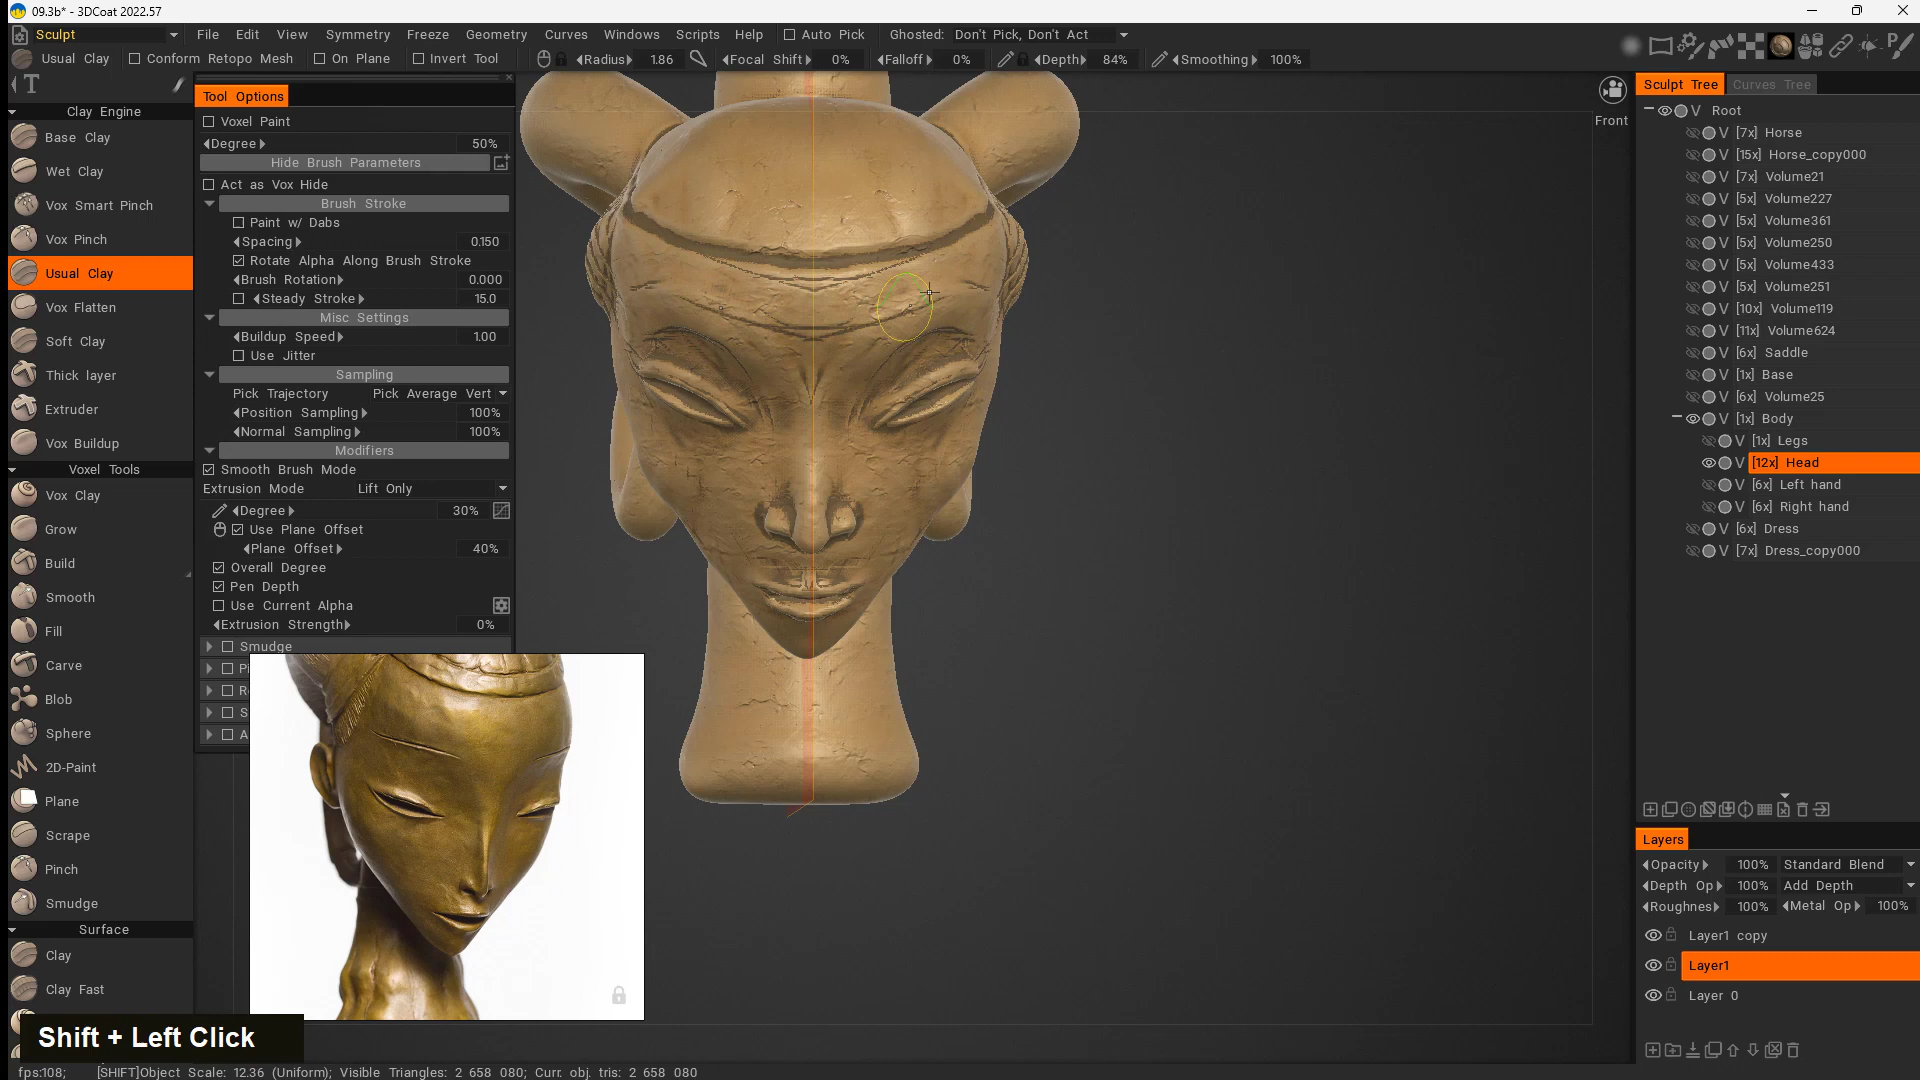 09.3b* - 3DCoat 2022.57
Sculpt File Edit View Symmetry Freeze Geometry Curves Windows Scripts Help Auto Pick Ghosted: Don't Pick, Don't Act
Usual Clay Conform Retopo Mesh On Plane Invert Tool Radius 1.86 Focal Shift 0% Falloff 0% Depth 84% Smoothing 100%
T
Clay Engine
Base Clay
Wet Clay
Vox Smart Pinch
Vox Pinch
Usual Clay
Vox Flatten
Soft Clay
Thick layer
Extruder
Vox Buildup
Voxel Tools
Vox Clay
Grow
Build
Smooth
Fill
Carve
Blob
Sphere
2D-Paint
Plane
Scrape
Pinch
Smudge
Surface
Clay
Clay Fast
Tool Options
Voxel Paint
Degree 50%
Hide Brush Parameters
Act as Vox Hide
Brush Stroke
Paint w/ Dabs
Spacing 0.150
Rotate Alpha Along Brush Stroke
Brush Rotation 0.000
Steady Stroke 15.0
Misc Settings
Buildup Speed 1.00
Use Jitter
Sampling
Pick Trajectory Pick Average Vert
Position Sampling 100%
Normal Sampling 100%
Modifiers
Smooth Brush Mode
Extrusion Mode Lift Only
Degree 30%
Use Plane Offset
Plane Offset 40%
Overall Degree
Pen Depth
Use Current Alpha
Extrusion Strength 0%
Smudge
Front
Sculpt Tree Curves Tree
V Root
V [7x] Horse
V [15x] Horse_copy000
V [7x] Volume21
V [5x] Volume227
V [5x] Volume361
V [5x] Volume250
V [5x] Volume433
V [5x] Volume251
V [10x] Volume119
V [11x] Volume624
V [6x] Saddle
V [1x] Base
V [6x] Volume25
V [1x] Body
V [1x] Legs
V [12x] Head
V [6x] Left hand
V [6x] Right hand
V [6x] Dress
V [7x] Dress_copy000
Layers
Opacity 100% Standard Blend
Depth Op 100% Add Depth
Roughnes 100% Metal Op 100%
Layer1 copy
Layer1
Layer 0
Shift + Left Click
fps:108; [SHIFT]Object Scale: 12.36 (Uniform); Visible Triangles: 2 658 080; Curr. obj. tris: 2 658 080